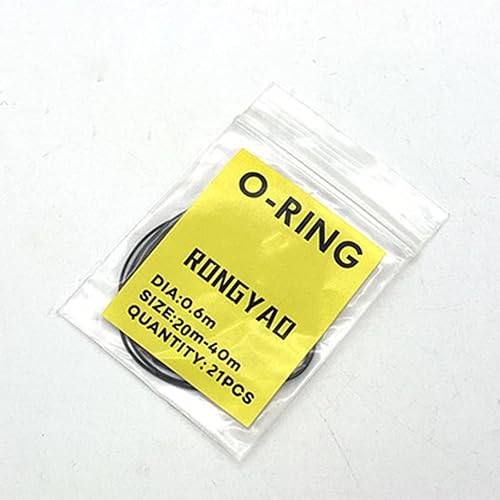 O-RING
RONGYAO
DIA:0.6m
SIZE:20m-40m
QUANTITY: 21PCS